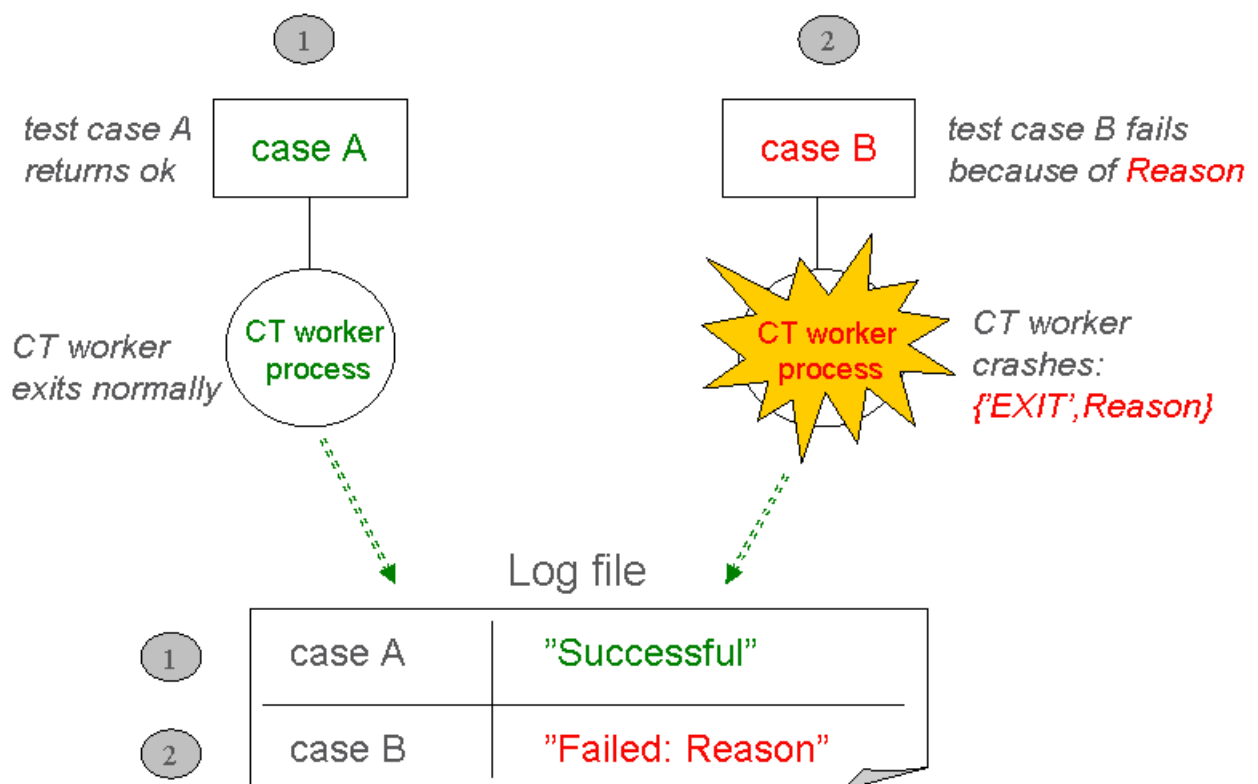 1
2
test case A
returns ok
case A
case B
test case B fails
because of Reason
CT worker
exits normally
CT worker
process
CT worker
process
CT worker
crashes:
{'EXIT',Reason}
Log file
1
case A
”Successful”
2
case B
”Failed: Reason”